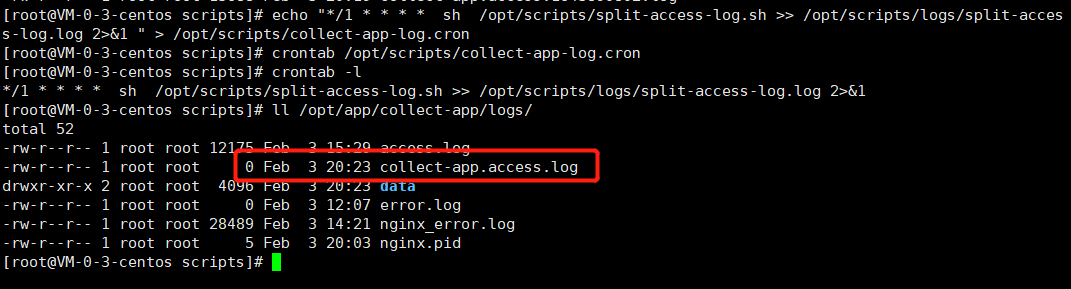 [root@VM-0-3-centos scripts]# echo "*/1 * * * *  sh  /opt/scripts/split-access-log.sh >> /opt/scripts/logs/split-acces
s-log.log 2>&1 " > /opt/scripts/collect-app-log.cron
[root@VM-0-3-centos scripts]# crontab /opt/scripts/collect-app-log.cron
[root@VM-0-3-centos scripts]# crontab -l
*/1 * * * *  sh  /opt/scripts/split-access-log.sh >> /opt/scripts/logs/split-access-log.log 2>&1
[root@VM-0-3-centos scripts]# ll /opt/app/collect-app/logs/
total 52
-rw-r--r-- 1 root root 12175 Feb  3 15:29 access.log
-rw-r--r-- 1 root root     0 Feb  3 20:23 collect-app.access.log
drwxr-xr-x 2 root root  4096 Feb  3 20:23 data
-rw-r--r-- 1 root root     0 Feb  3 12:07 error.log
-rw-r--r-- 1 root root 28489 Feb  3 14:21 nginx_error.log
-rw-r--r-- 1 root root     5 Feb  3 20:03 nginx.pid
[root@VM-0-3-centos scripts]#